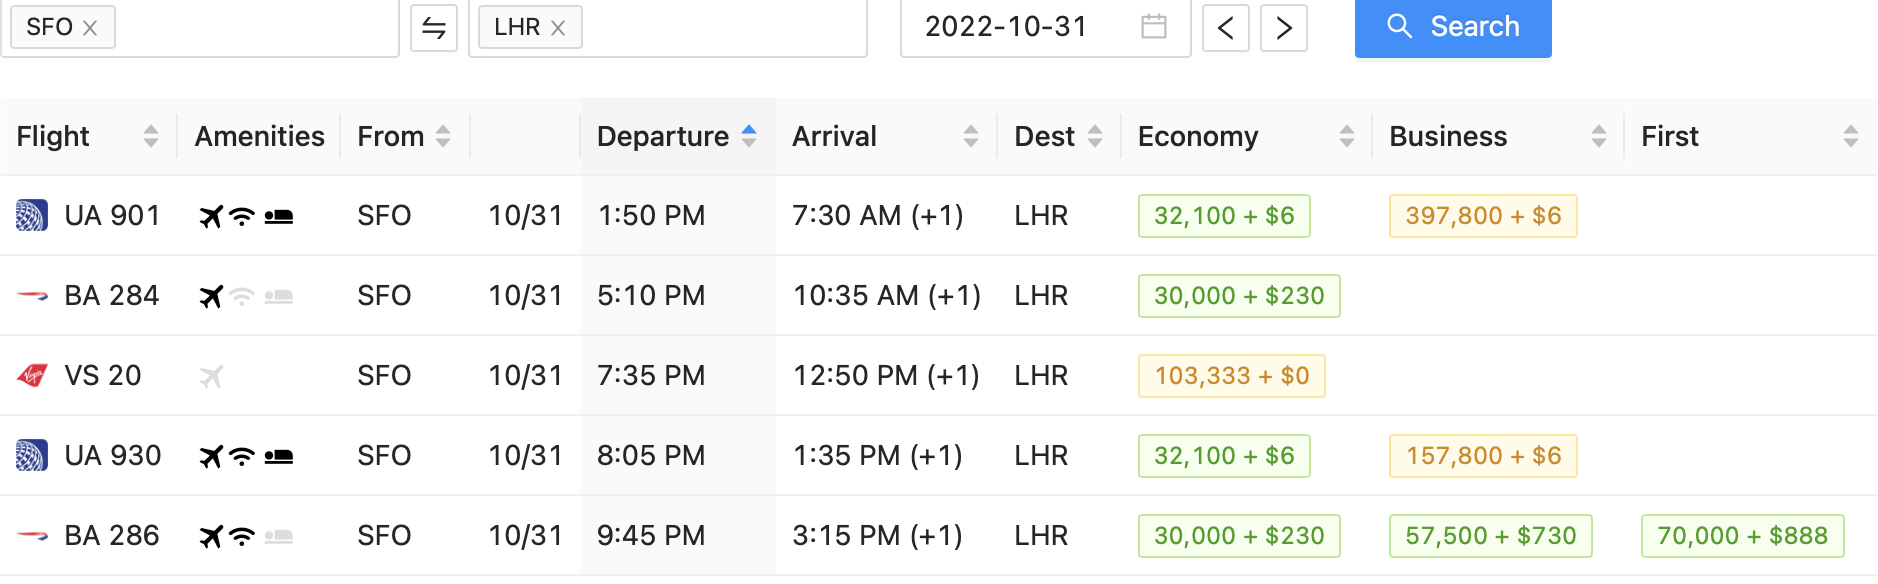 SFO × ⇋ LHR × 2022-10-31 < > Search
Flight Amenities From Departure Arrival Dest Economy Business First
UA 901 SFO 10/31 1:50 PM 7:30 AM (+1) LHR 32,100 + $6 397,800 + $6
BA 284 SFO 10/31 5:10 PM 10:35 AM (+1) LHR 30,000 + $230
VS 20 SFO 10/31 7:35 PM 12:50 PM (+1) LHR 103,333 + $0
UA 930 SFO 10/31 8:05 PM 1:35 PM (+1) LHR 32,100 + $6 157,800 + $6
BA 286 SFO 10/31 9:45 PM 3:15 PM (+1) LHR 30,000 + $230 57,500 + $730 70,000 + $888